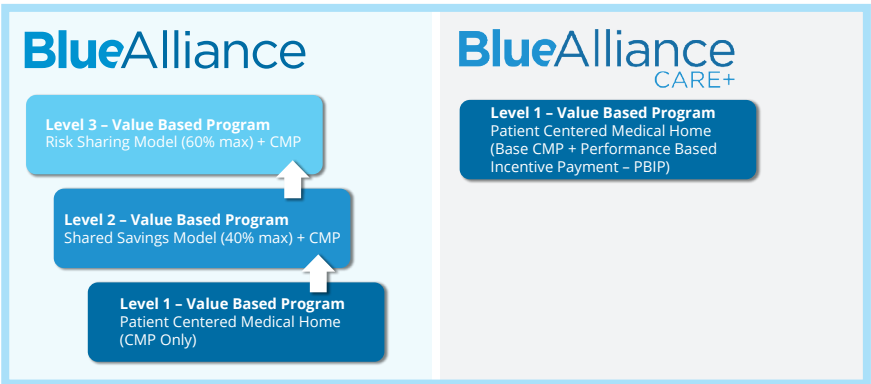 BlueAlliance
Level 3 – Value Based Program
Risk Sharing Model (60% max) + CMP
Level 2 – Value Based Program
Shared Savings Model (40% max) + CMP
Level 1 – Value Based Program
Patient Centered Medical Home
(CMP Only)
BlueAlliance
CARE+
Level 1 – Value Based Program
Patient Centered Medical Home
(Base CMP + Performance Based
Incentive Payment – PBIP)